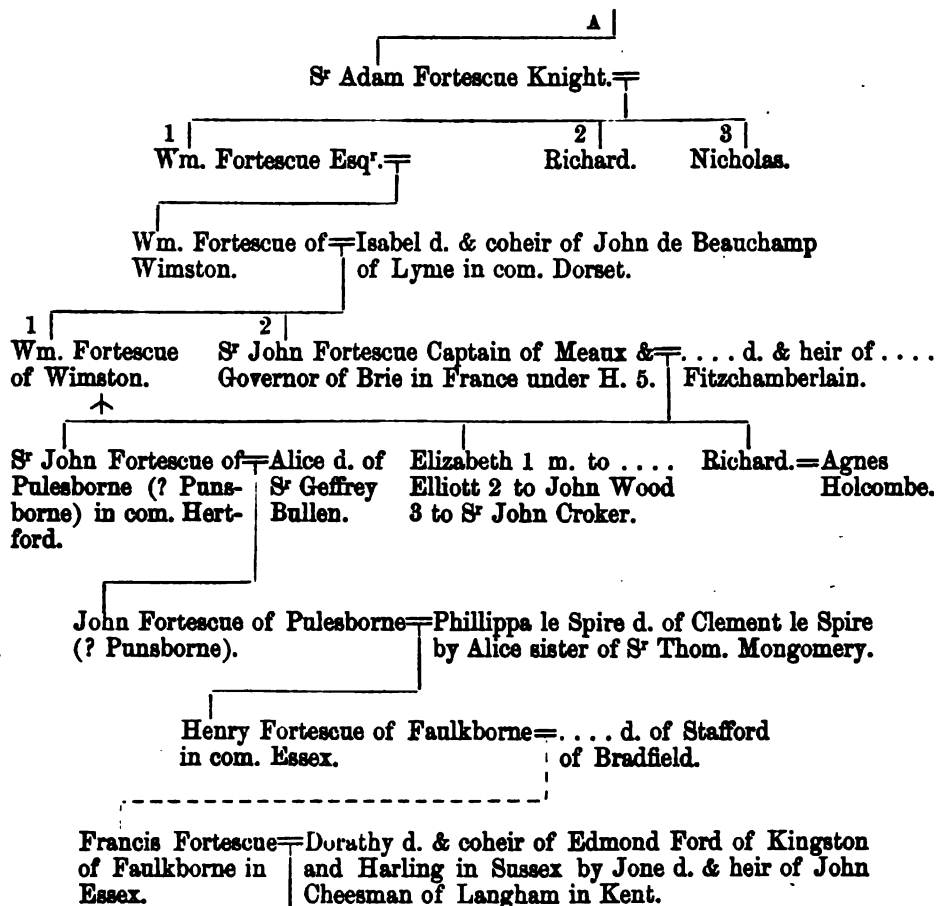 A
Sr Adam Fortescue Knight.=
1 2 3
Wm. Fortescue Esqr.= Richard. Nicholas.
Wm. Fortescue of=Isabel d. & coheir of John de Beauchamp
Wimston. of Lyme in com. Dorset.
1 2
Wm. Fortescue Sr John Fortescue Captain of Meaux &=. . . . d. & heir of . . . .
of Wimston. Governor of Brie in France under H. 5. Fitzchamberlain.
Sr John Fortescue of=Alice d. of Elizabeth 1 m. to . . . . Richard.=Agnes
Pulesborne (? Puns- Sr Geffrey Elliott 2 to John Wood Holcombe.
borne) in com. Hert- Bullen. 3 to Sr John Croker.
ford.
John Fortescue of Pulesborne=Phillippa le Spire d. of Clement le Spire
(? Punsborne). by Alice sister of Sr Thom. Mongomery.
Henry Fortescue of Faulkborne=. . . . d. of Stafford
in com. Essex. of Bradfield.
Francis Fortescue=Dorathy d. & coheir of Edmond Ford of Kingston
of Faulkborne in and Harling in Sussex by Jone d. & heir of John
Essex. Cheesman of Langham in Kent.